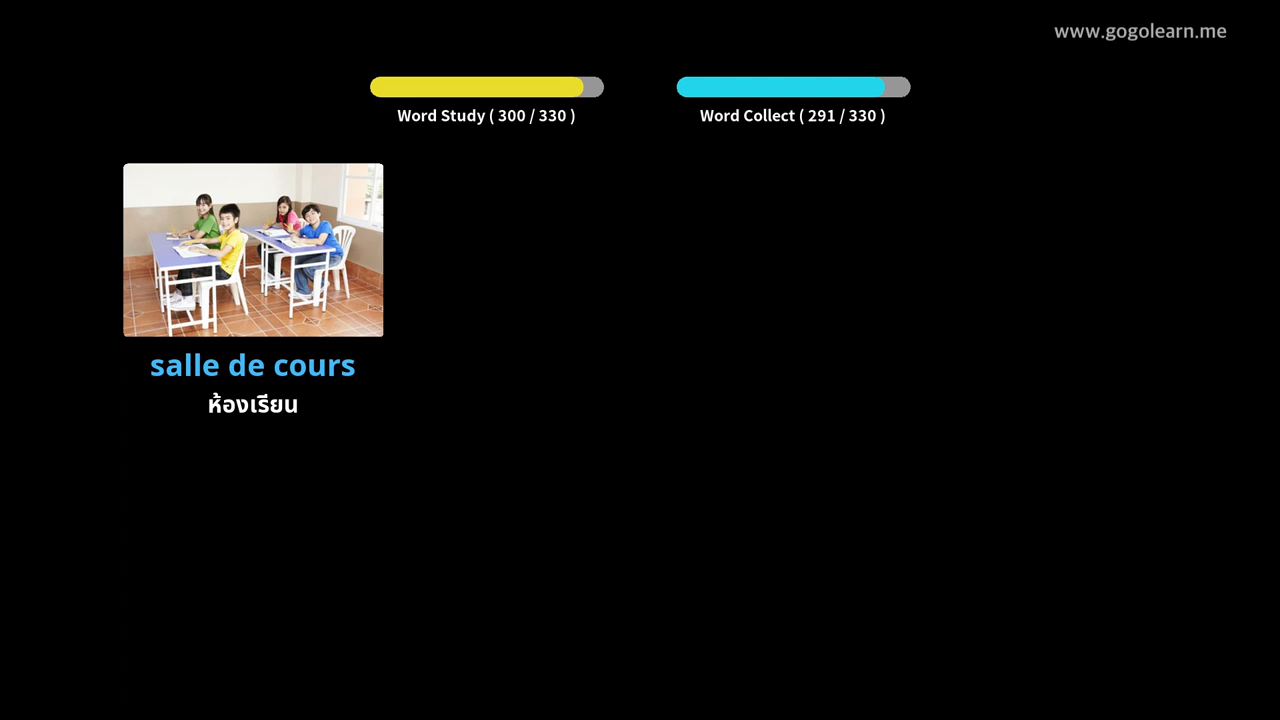 www.gogolearn.me
Word Study ( 300 / 330 )
Word Collect ( 291 / 330 )
salle de cours
ห้องเรียน